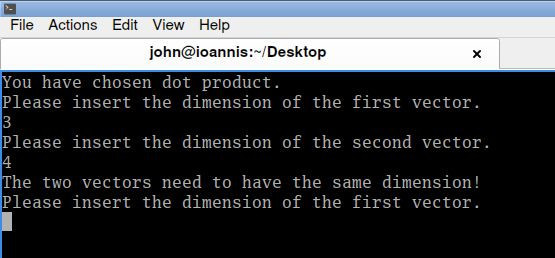 File Actions Edit View Help
john@ioannis:~/Desktop ×
You have chosen dot product.
Please insert the dimension of the first vector.
3
Please insert the dimension of the second vector.
4
The two vectors need to have the same dimension!
Please insert the dimension of the first vector.